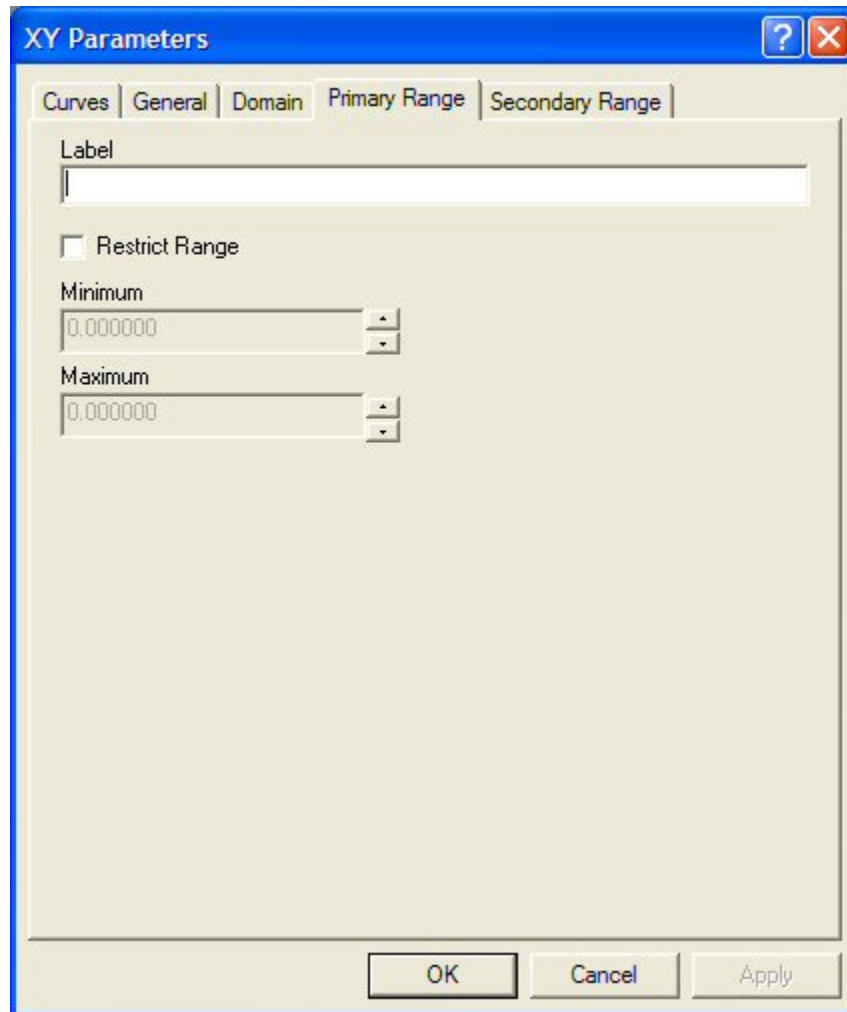 XY Parameters
Curves General Domain Primary Range Secondary Range
Label
Restrict Range
Minimum
0.000000
Maximum
0.000000
OK Cancel Apply